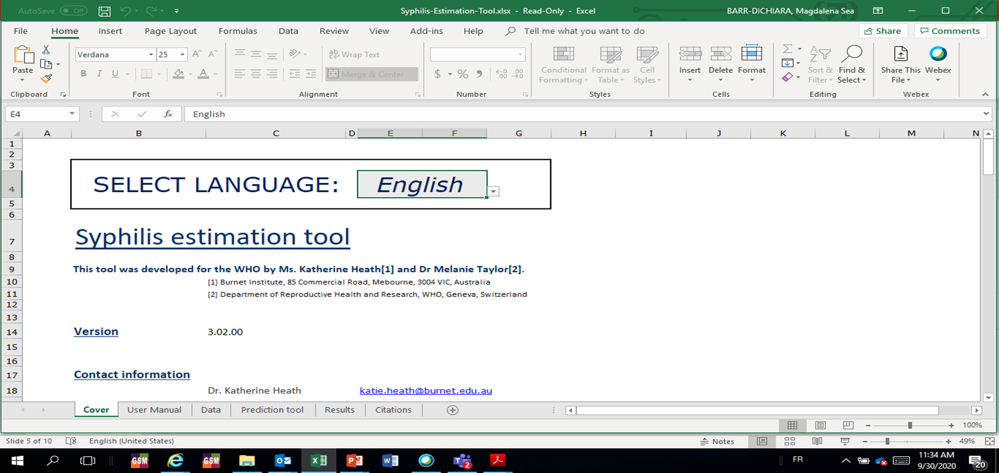 AutoSave Off Syphilis-Estimation-Tool.xlsx - Read-Only - Excel BARR-DICHIARA, Magdalena Sea
File Home Insert Page Layout Formulas Data Review View Add-ins Help Tell me what you want to do Share Comments
Verdana 25 ab Wrap Text
Paste Conditional Format as Cell Insert Delete Format Sort & Find & Share This Webex
B I U A Merge & Center $ % Formatting Table Styles Filter Select File
Clipboard Font Alignment Number Styles Cells Editing Webex
E4 fx English
A B C D E F G H I J K L M N
1
2
3
4 SELECT LANGUAGE: English
5
6
7 Syphilis estimation tool
8
9 This tool was developed for the WHO by Ms. Katherine Heath[1] and Dr Melanie Taylor[2].
10 [1] Burnet Institute, 85 Commercial Road, Mebourne, 3004 VIC, Australia
11 [2] Department of Reproductive Health and Research, WHO, Geneva, Switzerland
12
13
14 Version 3.02.00
15
16
17 Contact information
18 Dr. Katherine Heath katie.heath@burnet.edu.au
Cover User Manual Data Prediction tool Results Citations
100%
Slide 5 of 10 English (United States) Notes 49%
GSM GSM 2 FR 11:34 AM
9/30/2020 20